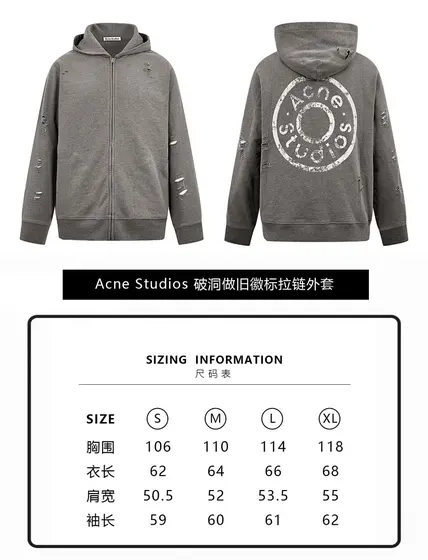 Acne
Studios
Acne Studios 破洞做旧徽标拉链外套
SIZING INFORMATION
尺码表
SIZE S M L XL
胸围 106 110 114 118
衣长 62 64 66 68
肩宽 50.5 52 53.5 55
袖长 59 60 61 62